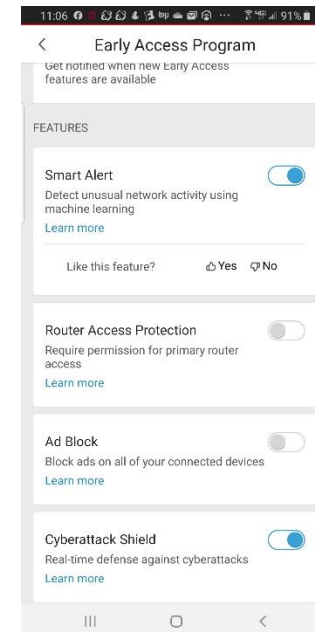 11:06
91%
Early Access Program
Get notified when new Early Access
features are available
FEATURES
Smart Alert
Detect unusual network activity using
machine learning
Learn more
Like this feature?
Yes
No
Router Access Protection
Require permission for primary router
access
Learn more
Ad Block
Block ads on all of your connected devices
Learn more
Cyberattack Shield
Real-time defense against cyberattacks
Learn more